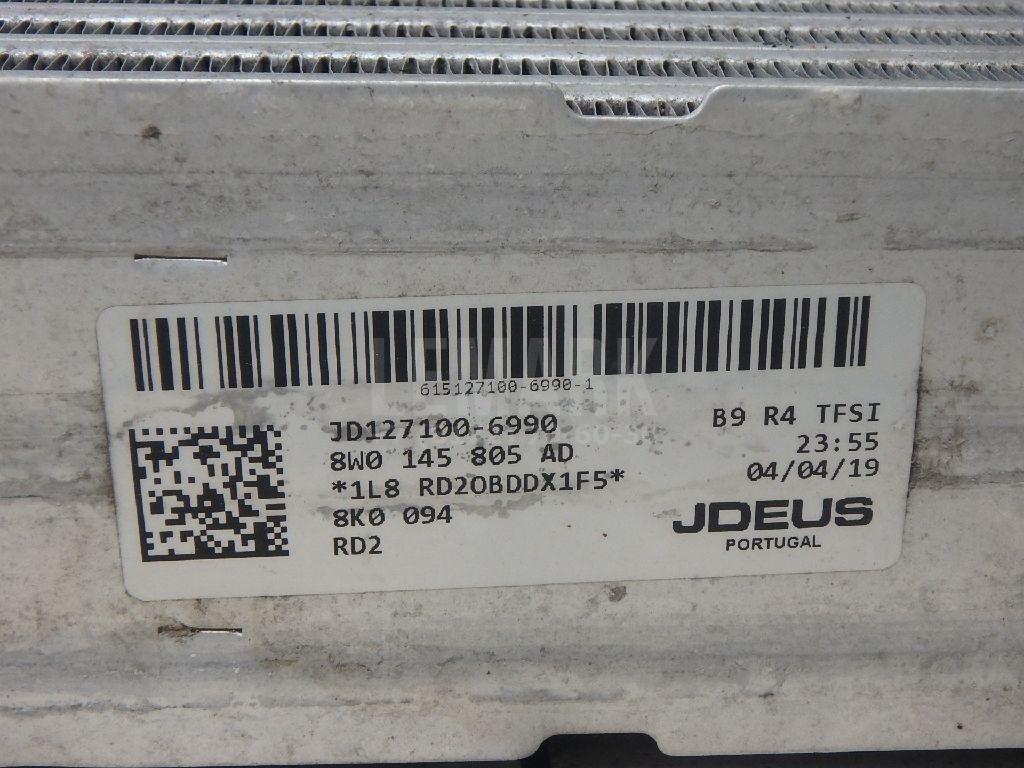 615127100-6990-1
JD127100-6990
8W0 145 805 AD
*1L8 RD20BDDX1F5*
8K0 094
RD2
B9 R4 TFSI
23:55
04/04/19
JDEUS
PORTUGAL
LEMARK